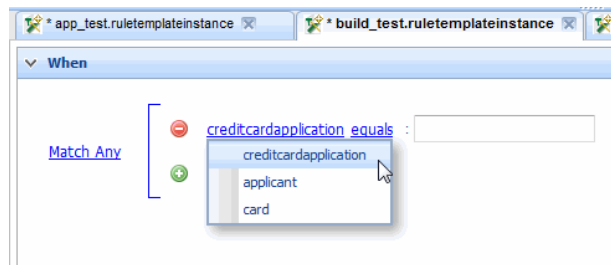 * app_test.ruletemplateinstance * build_test.ruletemplateinstance
When
creditcardapplication equals :
Match Any
creditcardapplication
applicant
card